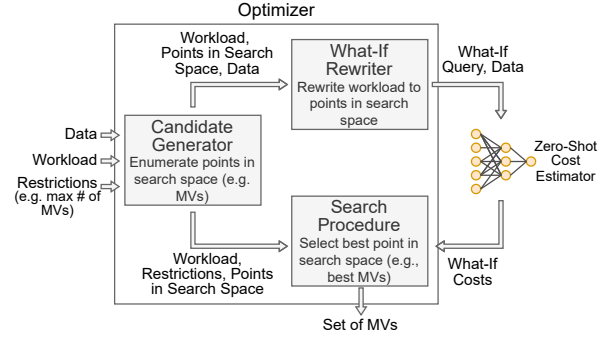 Optimizer
Workload,
Points in Search
Space, Data
What-If
Rewriter
Rewrite workload to
points in search
space
What-If
Query, Data
Data
Workload
Restrictions
(e.g. max # of
MVs)
Candidate
Generator
Enumerate points in
search space (e.g.
MVs)
Zero-Shot
Cost
Estimator
Workload,
Restrictions, Points
in Search Space
Search
Procedure
Select best point in
search space (e.g.,
best MVs)
What-If
Costs
Set of MVs